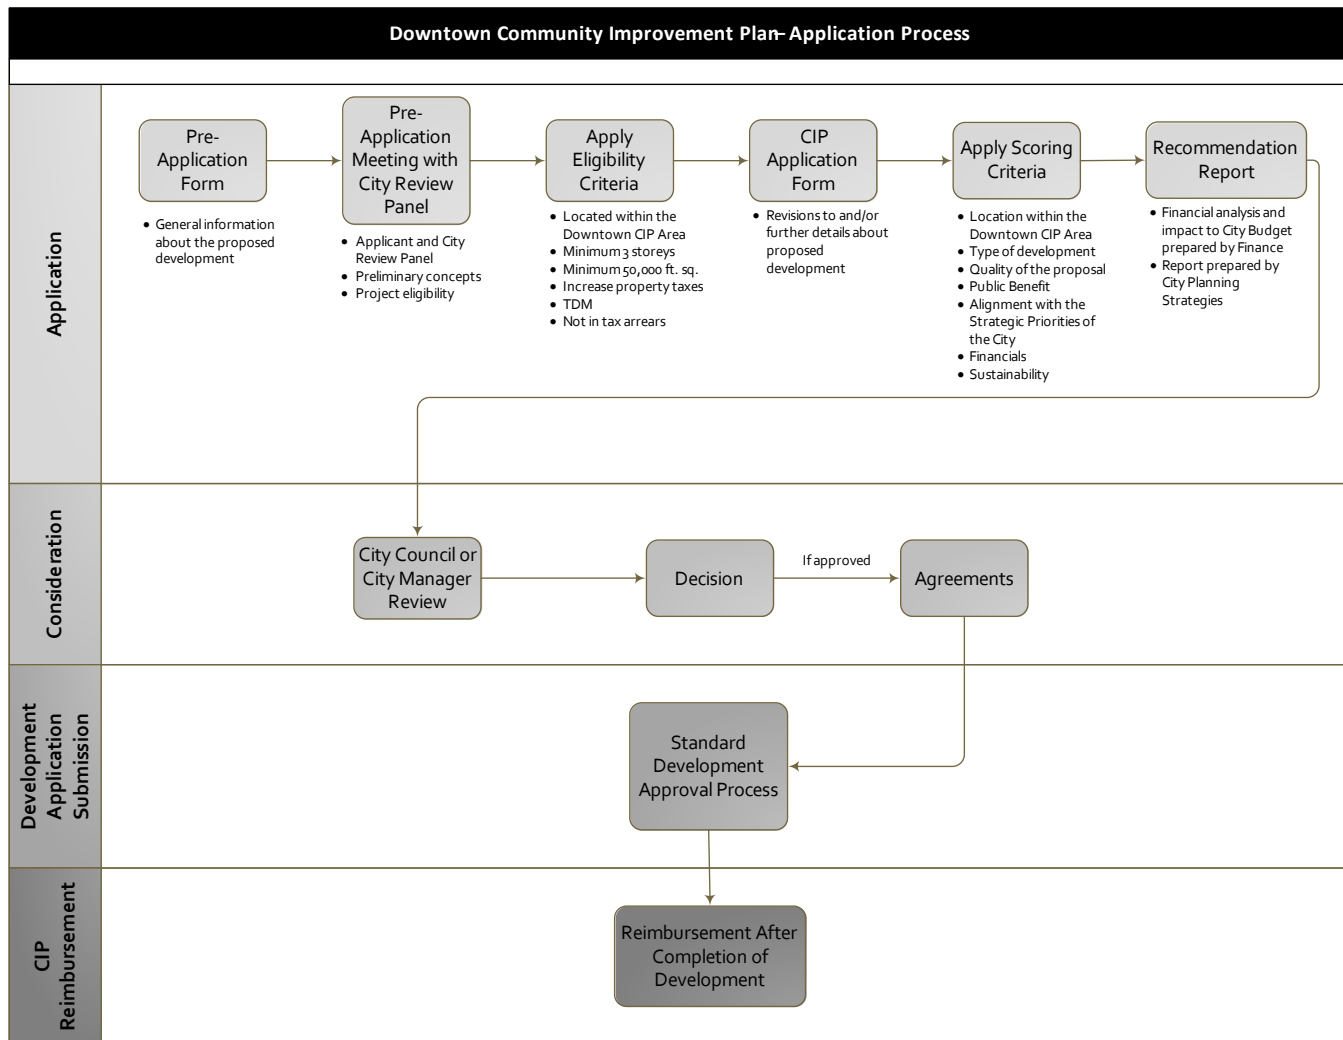 Downtown Community Improvement Plan– Application Process
Application
Pre-
Application
Form
• General information
about the proposed
development
Pre-
Application
Meeting with
City Review
Panel
• Applicant and City
Review Panel
• Preliminary concepts
• Project eligibility
Apply
Eligibility
Criteria
• Located within the
Downtown CIP Area
• Minimum 3 storeys
• Minimum 50,000 ft. sq.
• Increase property taxes
• TDM
• Not in tax arrears
CIP
Application
Form
• Revisions to and/or
further details about
proposed
development
Apply Scoring
Criteria
• Location within the
Downtown CIP Area
• Type of development
• Quality of the proposal
• Public Benefit
• Alignment with the
Strategic Priorities of
the City
• Financials
• Sustainability
Recommendation
Report
• Financial analysis and
impact to City Budget
prepared by Finance
• Report prepared by
City Planning
Strategies
Consideration
City Council or
City Manager
Review
Decision
If approved
Agreements
Development
Application
Submission
Standard
Development
Approval Process
CIP
Reimbursement
Reimbursement After
Completion of
Development